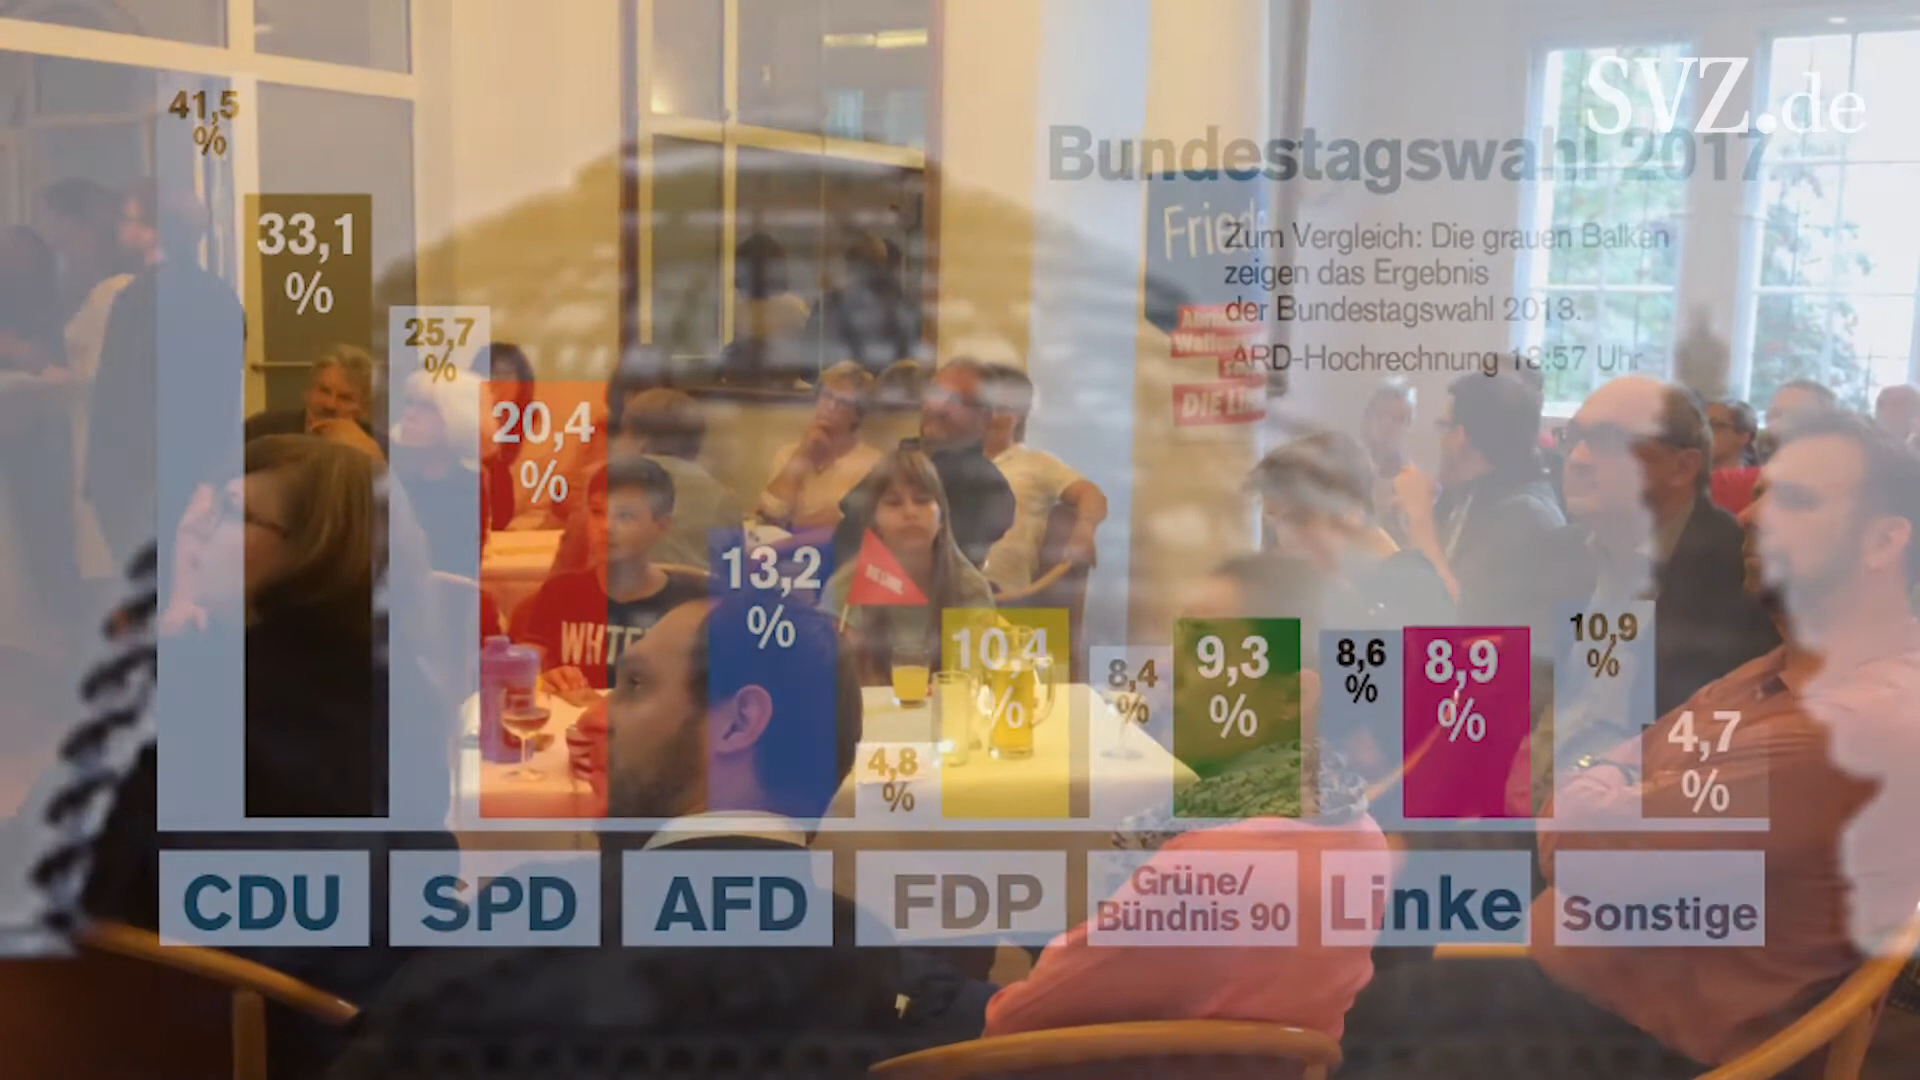 SVZ.de
Bundestagswahl 2017
Zum Vergleich: Die grauen Balken
zeigen das Ergebnis
der Bundestagswahl 2013.
ARD-Hochrechnung 18:57 Uhr
41,5
%
33,1
%
25,7
%
20,4
%
13,2
%
4,8
%
10,4
%
8,4
%
9,3
%
8,6
%
8,9
%
10,9
%
4,7
%
CDU
SPD
AFD
FDP
Grüne/
Bündnis 90
Linke
Sonstige
DIE LINKE